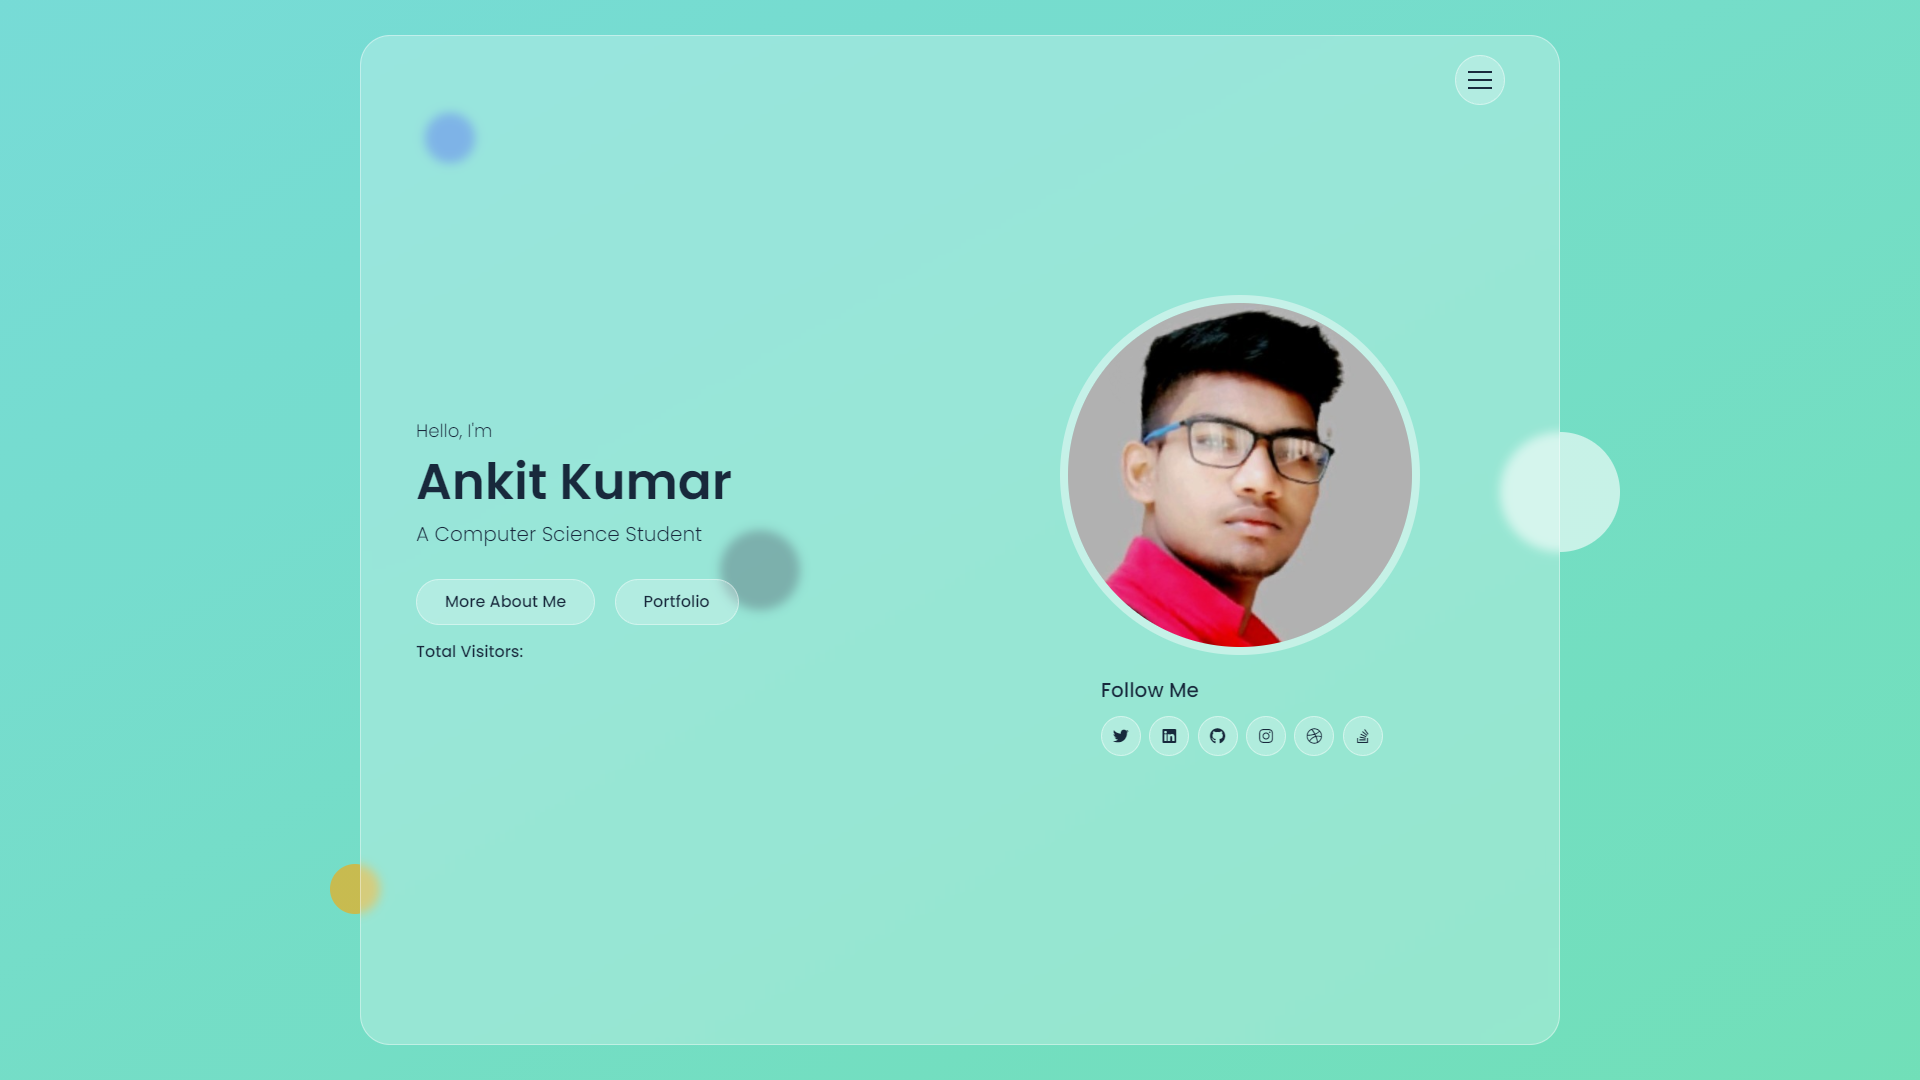 Hello, I'm
Ankit Kumar
A Computer Science Student
More About Me
Portfolio
Total Visitors:
Follow Me